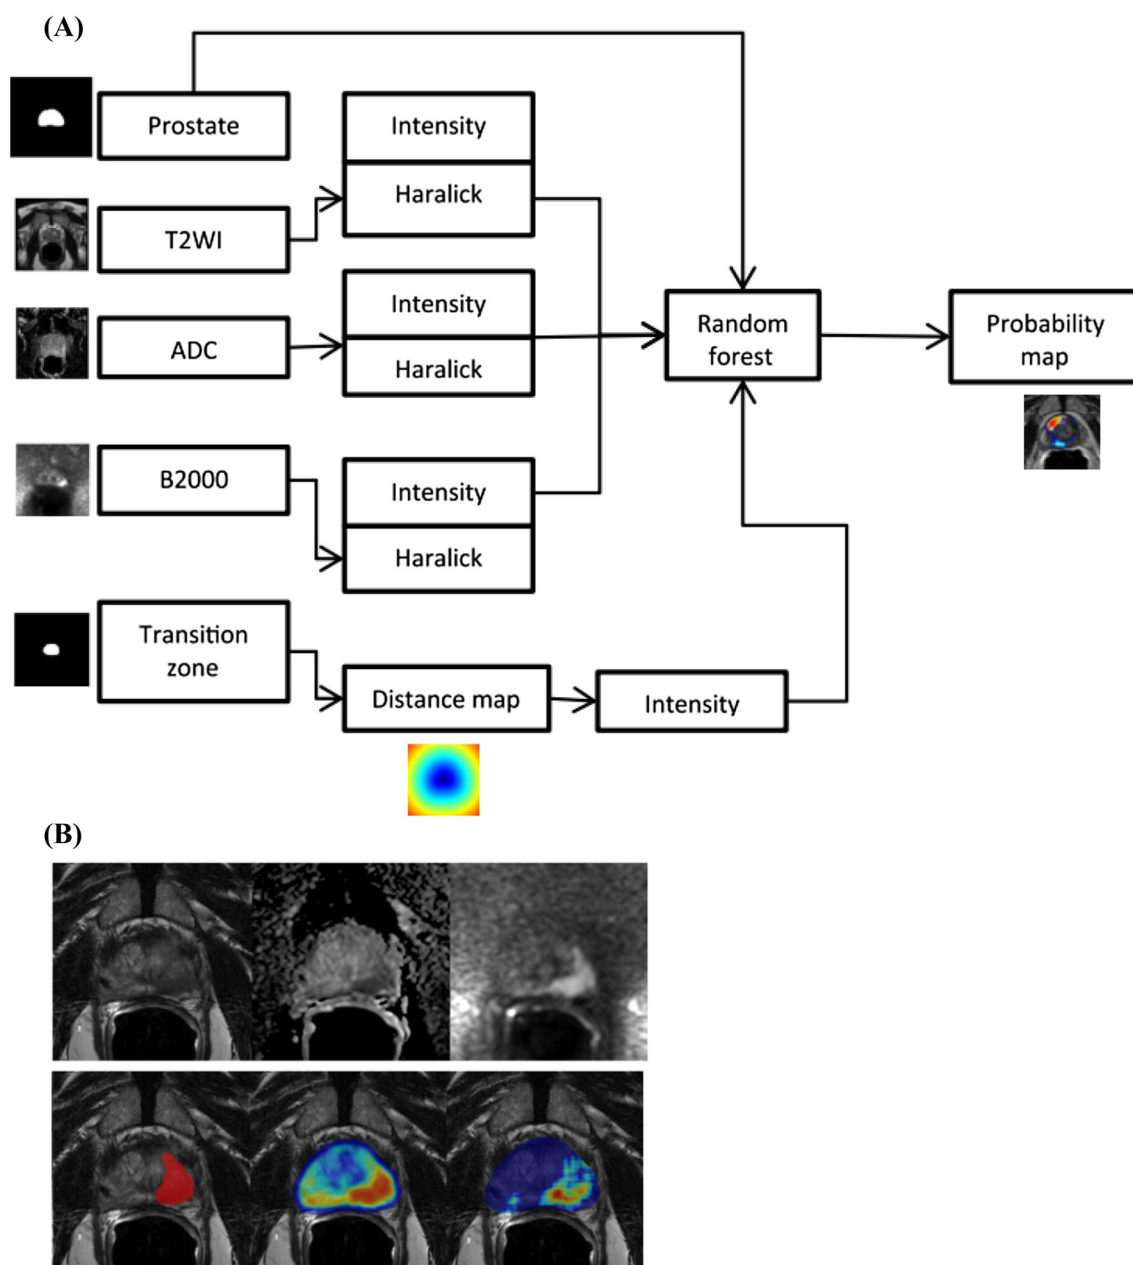 (A)
Prostate
Intensity
Haralick
T2WI
Intensity
Haralick
ADC
Random
forest
Probability
map
B2000
Intensity
Haralick
Transition
zone
Distance map
Intensity
(B)